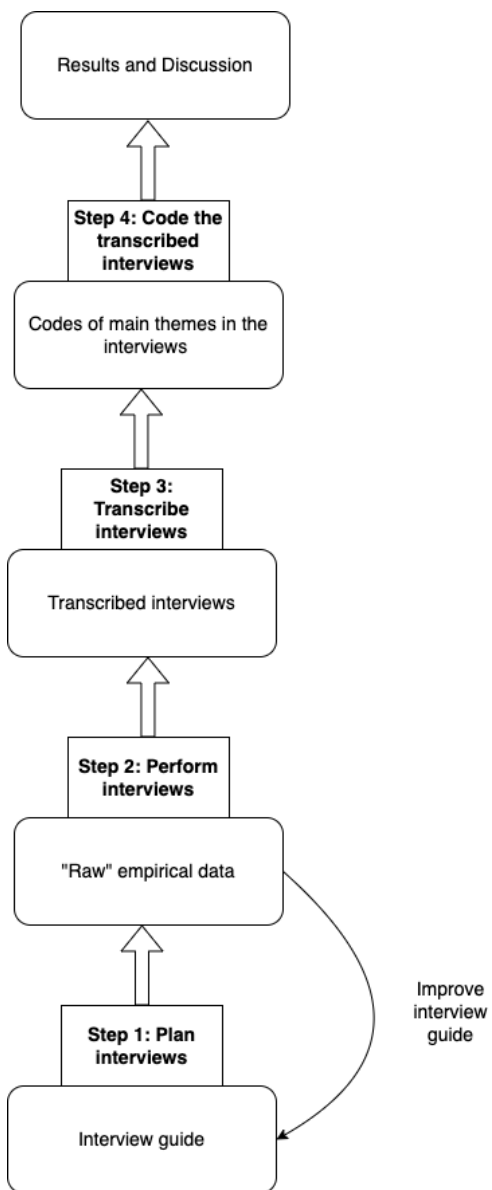 Results and Discussion
Step 4: Code the
transcribed
interviews
Codes of main themes in the
interviews
Step 3:
Transcribe
interviews
Transcribed interviews
Step 2: Perform
interviews
"Raw" empirical data
Improve
interview
guide
Step 1: Plan
interviews
Interview guide